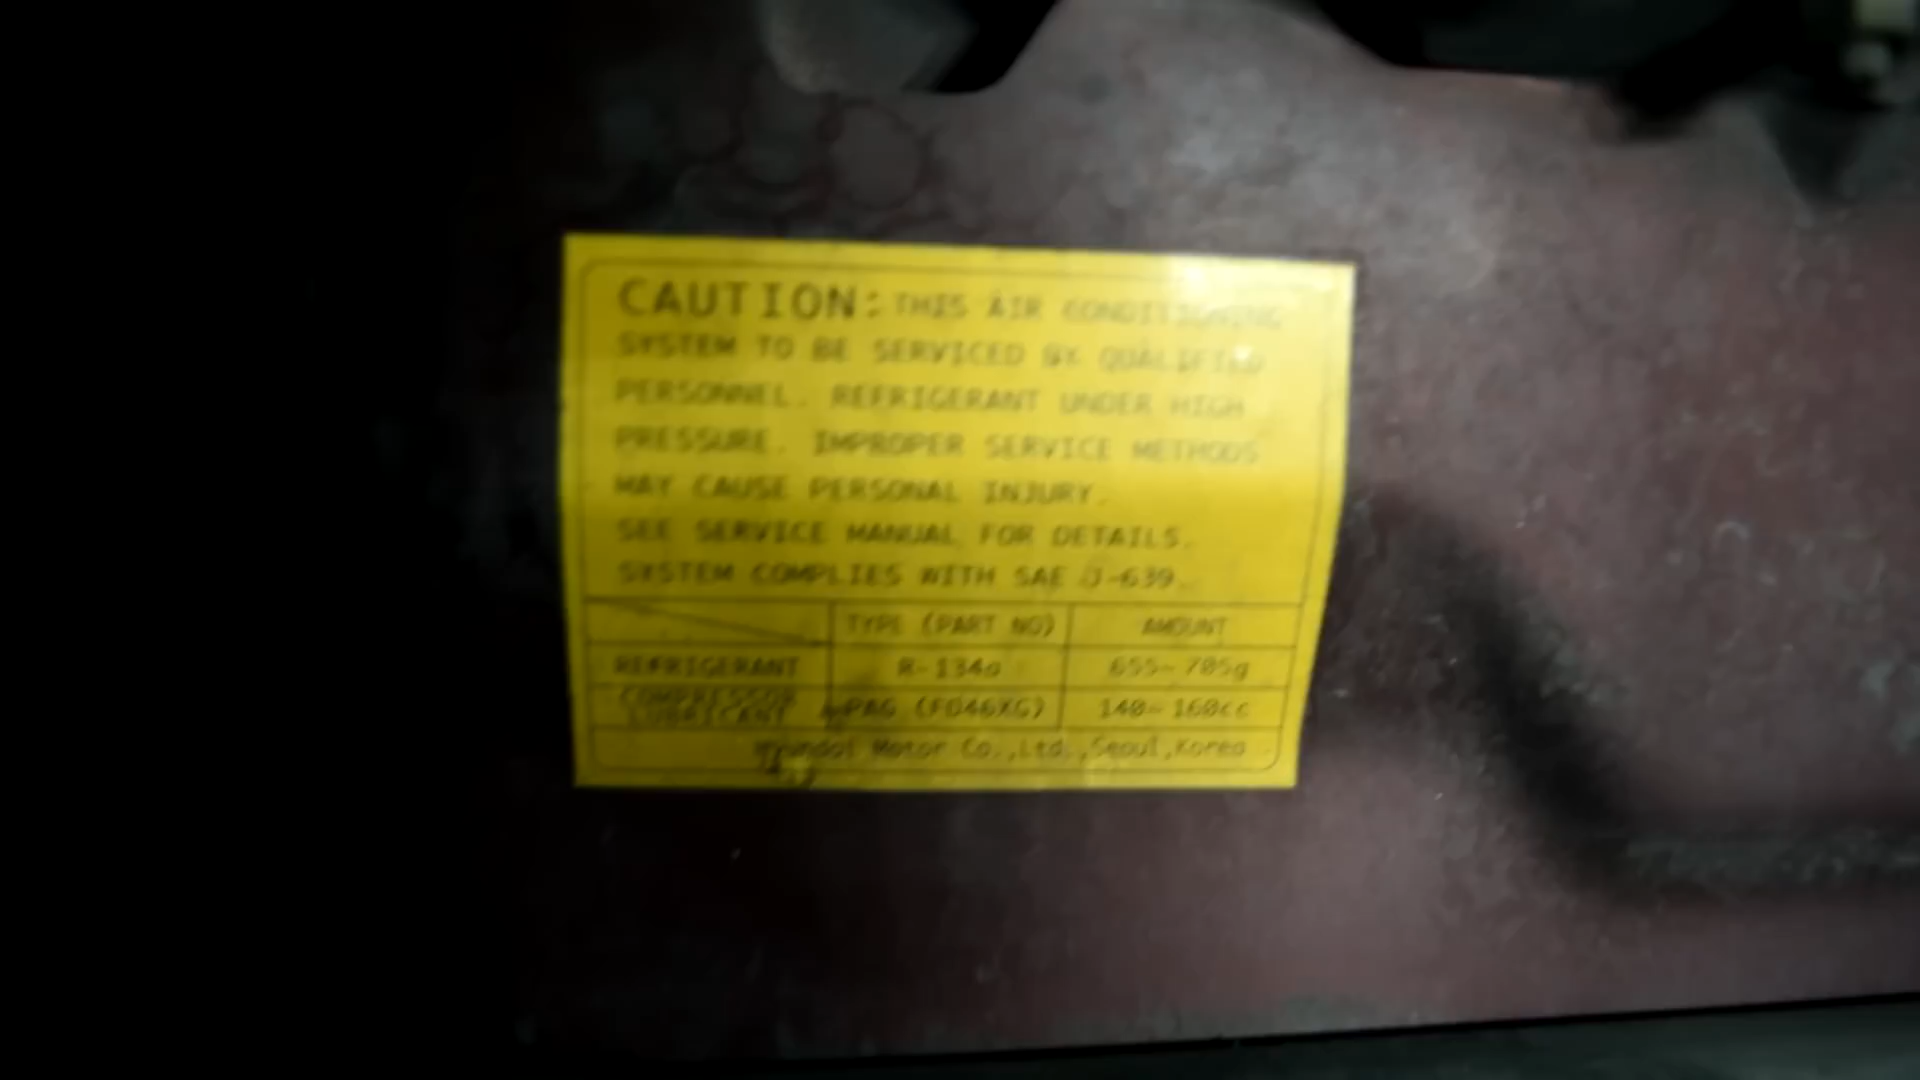 CAUTION: THIS AIR CONDITIONING
SYSTEM TO BE SERVICED BY QUALIFIED
PERSONNEL. REFRIGERANT UNDER HIGH
PRESSURE. IMPROPER SERVICE METHODS
MAY CAUSE PERSONAL INJURY.
SEE SERVICE MANUAL FOR DETAILS.
SYSTEM COMPLIES WITH SAE J-639.
TYPE (PART NO) AMOUNT
REFRIGERANT R-134a 655~705g
COMPRESSOR LUBRICANT PAG (FD46XG) 140~160cc
Hyundai Motor Co.,Ltd.,Seoul,Korea